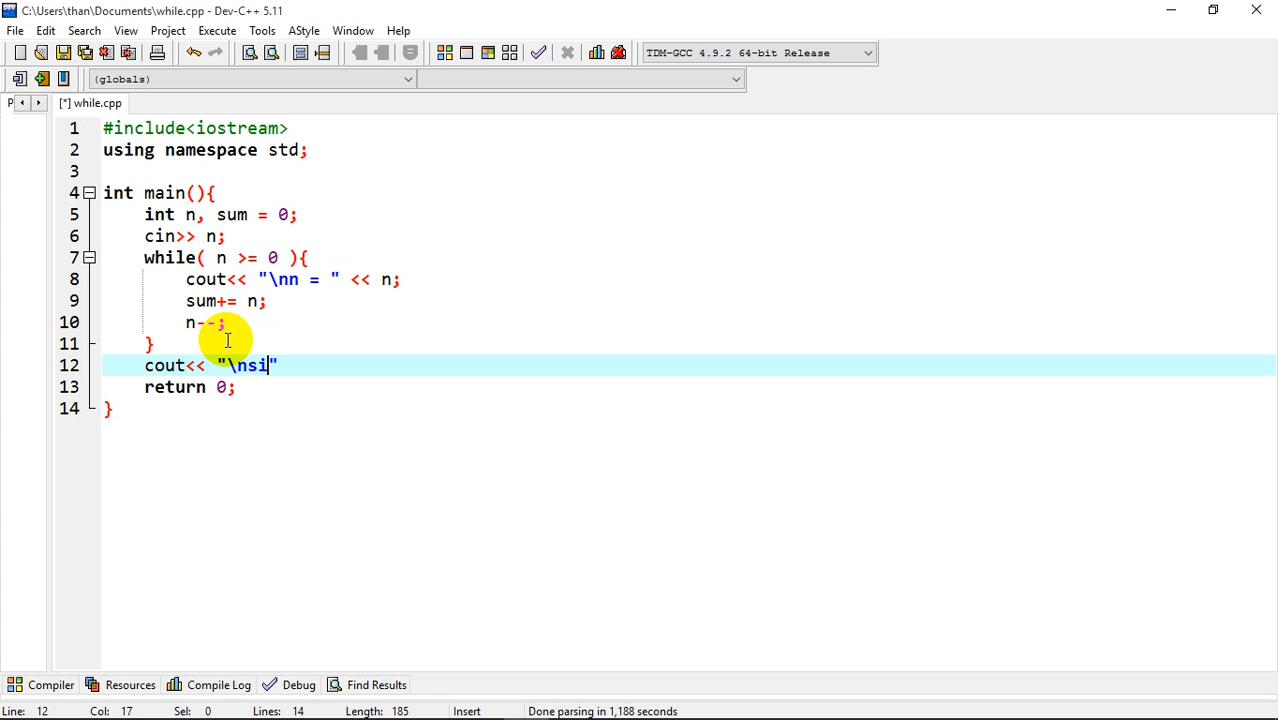 C:\Users\than\Documents\while.cpp - Dev-C++ 5.11
File Edit Search View Project Execute Tools AStyle Window Help
TDM-GCC 4.9.2 64-bit Release
(globals)
P [*] while.cpp
1 #include<iostream>
2 using namespace std;
3
4 int main(){
5 int n, sum = 0;
6 cin>> n;
7 while( n >= 0 ){
8 cout<< "\nn = " << n;
9 sum+= n;
10 n--;
11 }
12 cout<< "\nsi"
13 return 0;
14 }
Compiler Resources Compile Log Debug Find Results
Line: 12 Col: 17 Sel: 0 Lines: 14 Length: 185 Insert Done parsing in 1,188 seconds